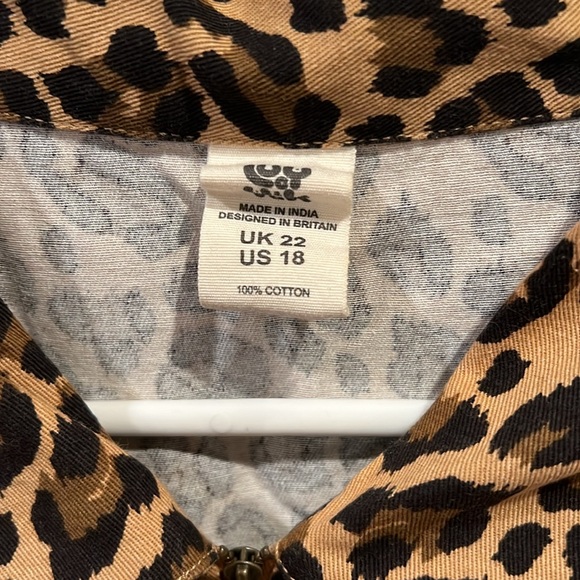 MADE IN INDIA
DESIGNED IN BRITAIN
UK 22
US 18
100% COTTON